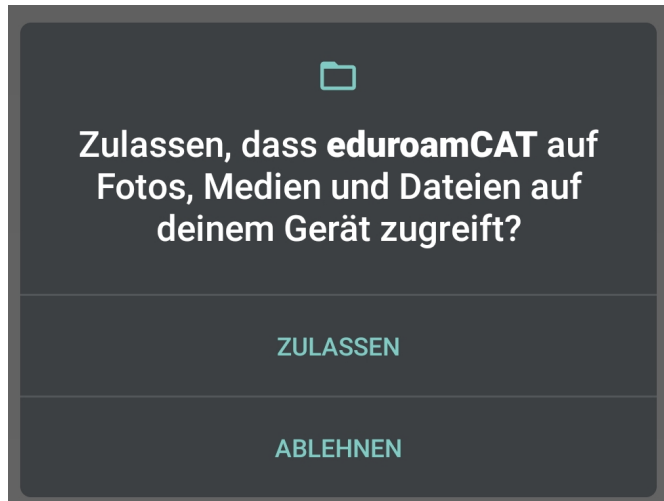 Zulassen, dass eduroamCAT auf
Fotos, Medien und Dateien auf
deinem Gerät zugreift?
ZULASSEN
ABLEHNEN